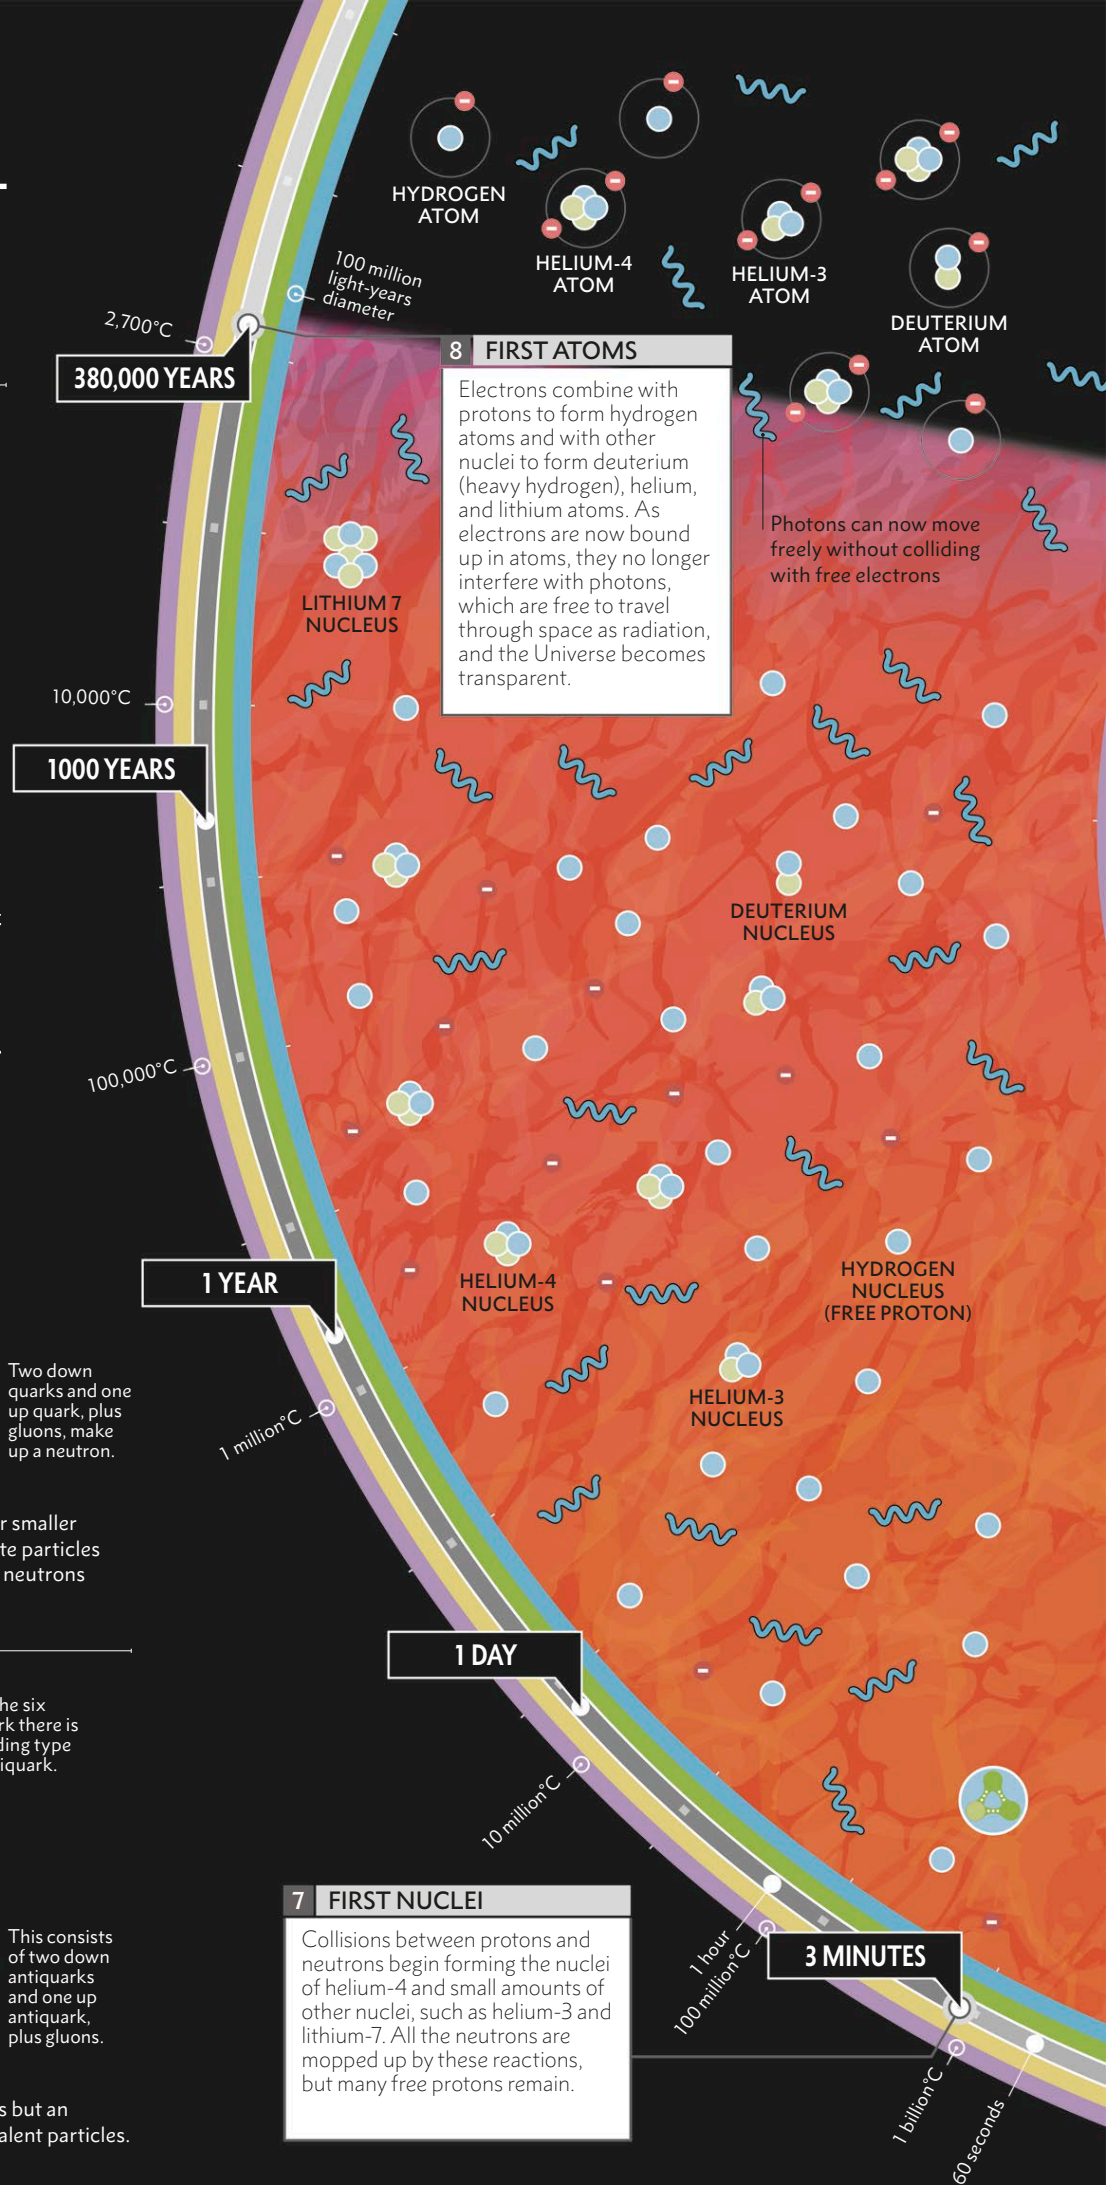 HYDROGEN
ATOM
HELIUM-4
ATOM
HELIUM-3
ATOM
DEUTERIUM
ATOM
100 million
light-years
diameter
2,700°C
380,000 YEARS
8 FIRST ATOMS
Electrons combine with
protons to form hydrogen
atoms and with other
nuclei to form deuterium
(heavy hydrogen), helium,
and lithium atoms. As
electrons are now bound
up in atoms, they no longer
interfere with photons,
which are free to travel
through space as radiation,
and the Universe becomes
transparent.
Photons can now move
freely without colliding
with free electrons
LITHIUM 7
NUCLEUS
10,000°C
1000 YEARS
DEUTERIUM
NUCLEUS
100,000°C
1 YEAR
HELIUM-4
NUCLEUS
HYDROGEN
NUCLEUS
(FREE PROTON)
HELIUM-3
NUCLEUS
Two down
quarks and one
up quark, plus
gluons, make
up a neutron.
1 million°C
r smaller
te particles
neutrons
1 DAY
he six
rk there is
ding type
iquark.
10 million°C
7 FIRST NUCLEI
Collisions between protons and
neutrons begin forming the nuclei
of helium-4 and small amounts of
other nuclei, such as helium-3 and
lithium-7. All the neutrons are
mopped up by these reactions,
but many free protons remain.
1 hour
100 million°C
3 MINUTES
This consists
of two down
antiquarks
and one up
antiquark,
plus gluons.
1 billion°C
60 seconds
s but an
alent particles.